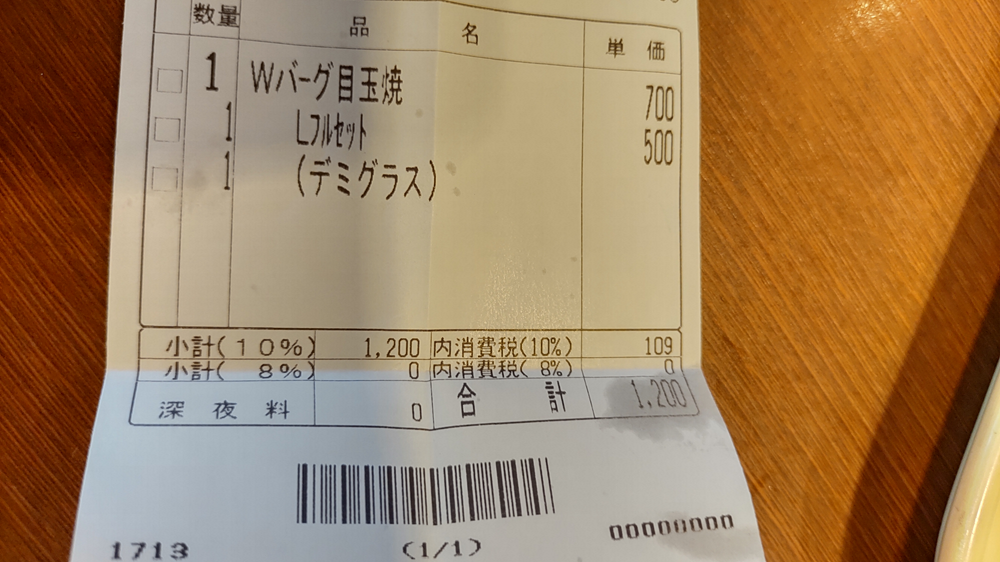 数量 品 名 単 価
1 Wバーグ目玉焼 700
1 Lフルセット 500
1 (デミグラス)
小計(10%) 1,200 内消費税(10%) 109
小計( 8%) 0 内消費税( 8%) 0
深 夜 料 0 合 計 1,200
00000000
1713 (1/1)